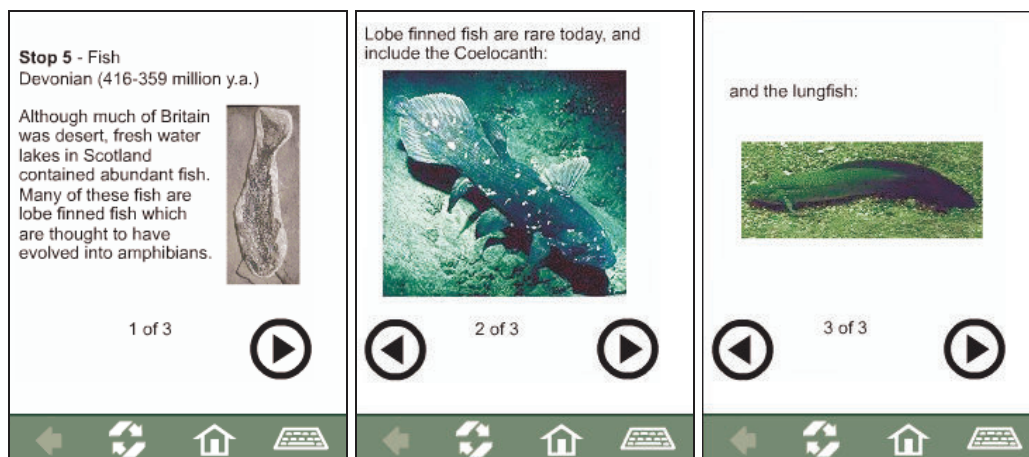 Stop 5 - Fish
Devonian (416-359 million y.a.)
Although much of Britain
was desert, fresh water
lakes in Scotland
contained abundant fish.
Many of these fish are
lobe finned fish which
are thought to have
evolved into amphibians.
1 of 3
Lobe finned fish are rare today, and
include the Coelocanth:
2 of 3
and the lungfish:
3 of 3